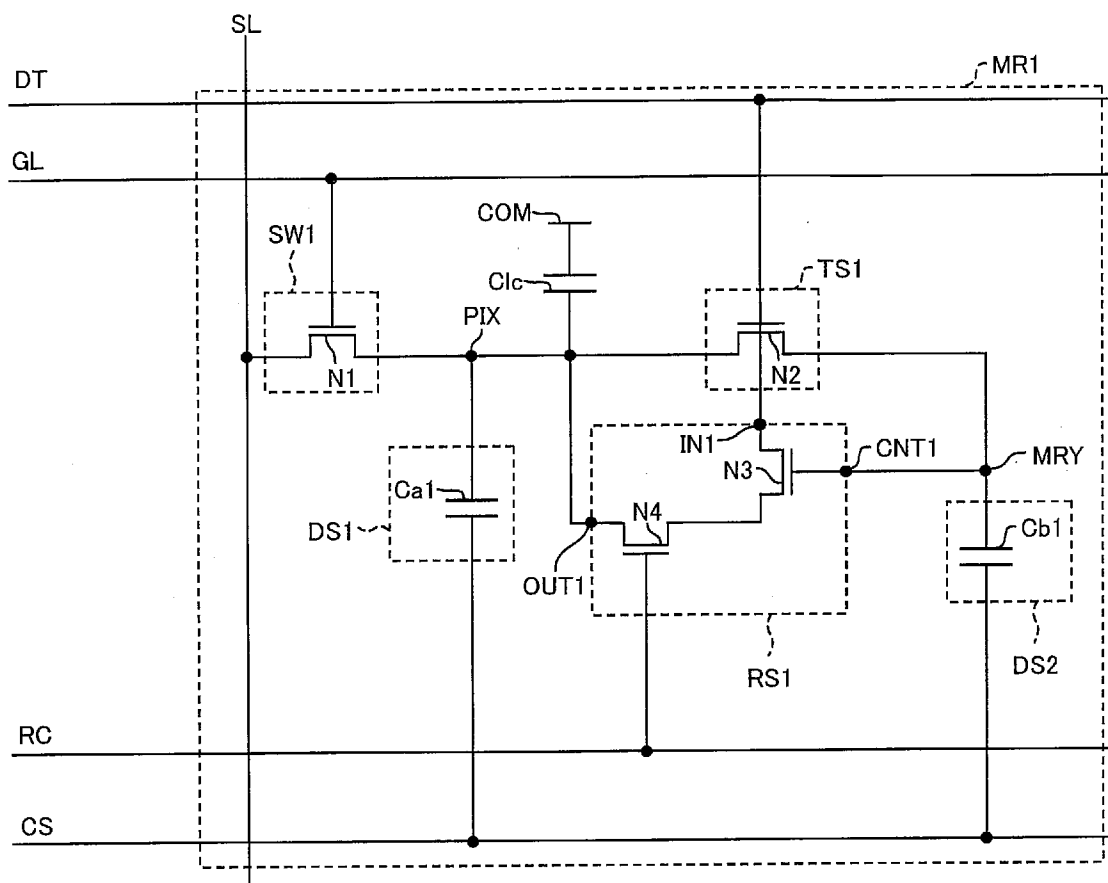 SL
DT
MR1
GL
COM
SW1
Clc
TS1
PIX
N1
N2
IN1
CNT1
MRY
N3
Ca1
N4
Cb1
DS1
OUT1
RS1
DS2
RC
CS